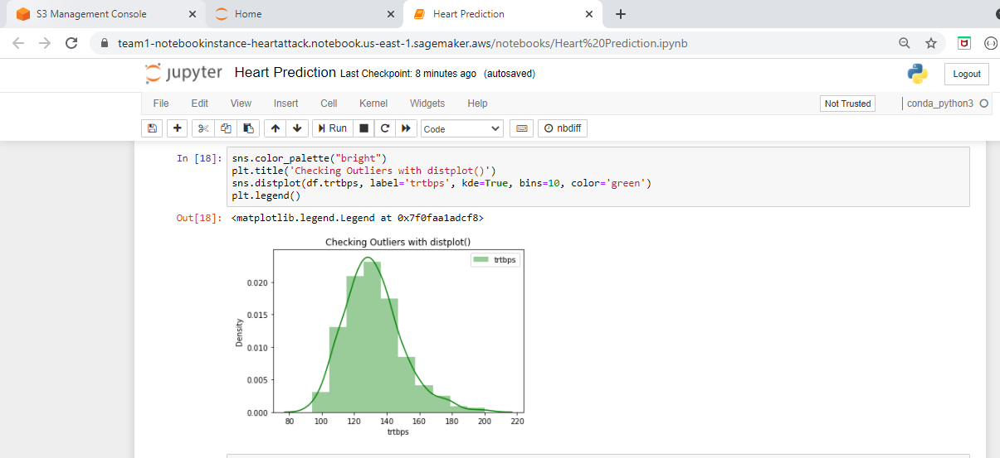 S3 Management Console
Home
Heart Prediction
team1-notebookinstance-heartattack.notebook.us-east-1.sagemaker.aws/notebooks/Heart%20Prediction.ipynb
jupyter Heart Prediction Last Checkpoint: 8 minutes ago (autosaved)
Logout
File Edit View Insert Cell Kernel Widgets Help
Not Trusted
conda_python3
Run
Code
nbdiff
In [18]:
sns.color_palette("bright")
plt.title('Checking Outliers with distplot()')
sns.distplot(df.trtbps, label='trtbps', kde=True, bins=10, color='green')
plt.legend()
Out[18]: <matplotlib.legend.Legend at 0x7f0faa1adcf8>
Checking Outliers with distplot()
trtbps
0.020
0.015
0.010
0.005
0.000
Density
80 100 120 140 160 180 200 220
trtbps